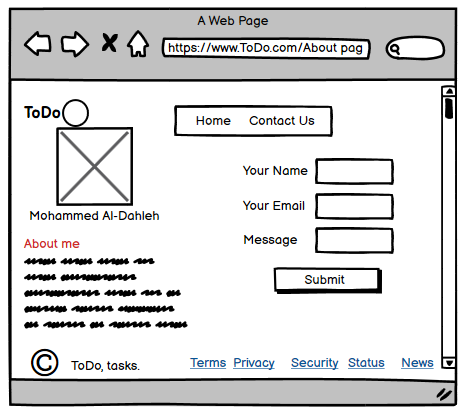 A Web Page
https://www.ToDo.com/About pag
ToDo
Home Contact Us
Mohammed Al-Dahleh
Your Name
Your Email
Message
Submit
About me
© ToDo, tasks.
Terms Privacy Security Status News